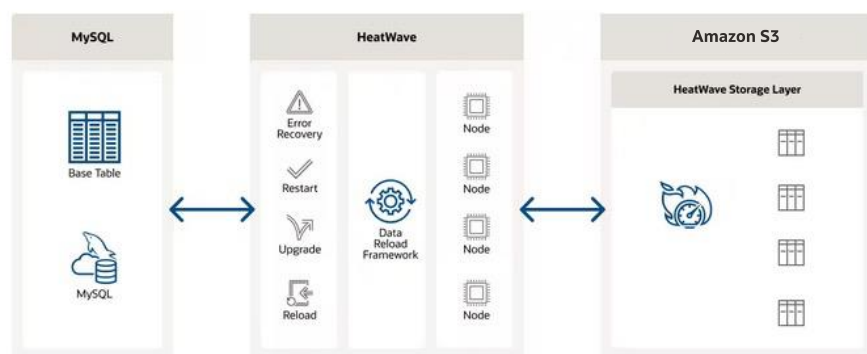 MySQL
Base Table
MySQL
HeatWave
Error
Recovery
Restart
Upgrade
Reload
Data
Reload
Framework
Node
Node
Node
Node
Amazon S3
HeatWave Storage Layer